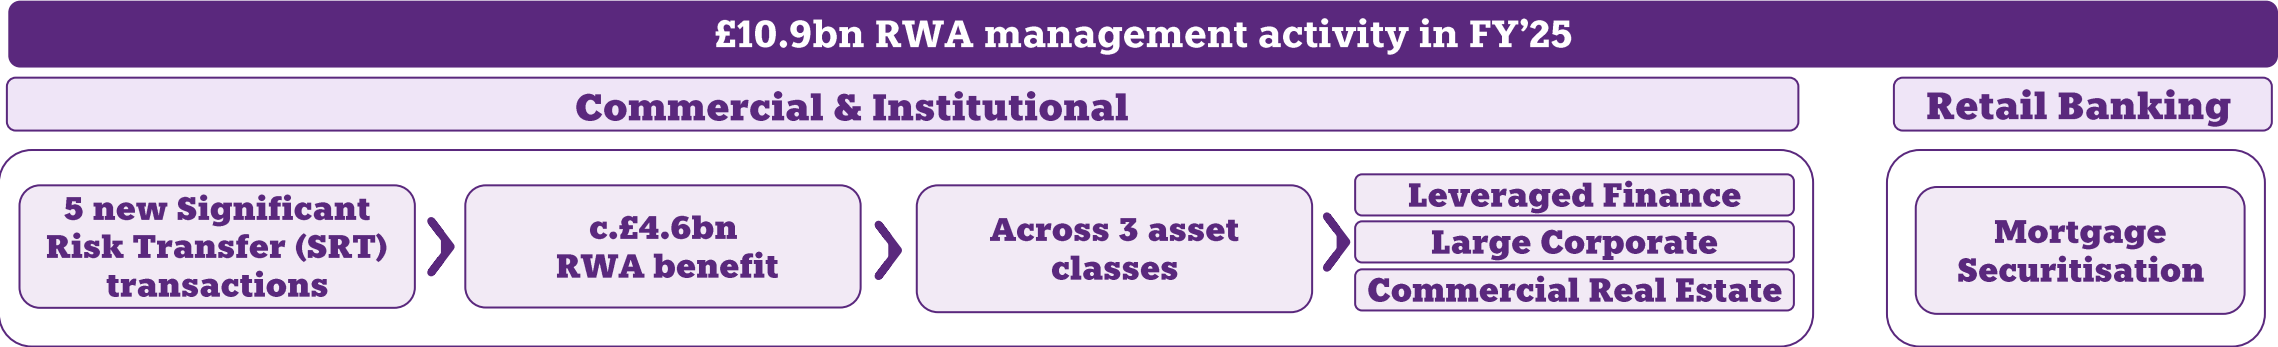 £10.9bn RWA management activity in FY’25
Commercial & Institutional
Retail Banking
5 new Significant
Risk Transfer (SRT)
transactions
c.£4.6bn
RWA benefit
Across 3 asset
classes
Leveraged Finance
Large Corporate
Commercial Real Estate
Mortgage
Securitisation